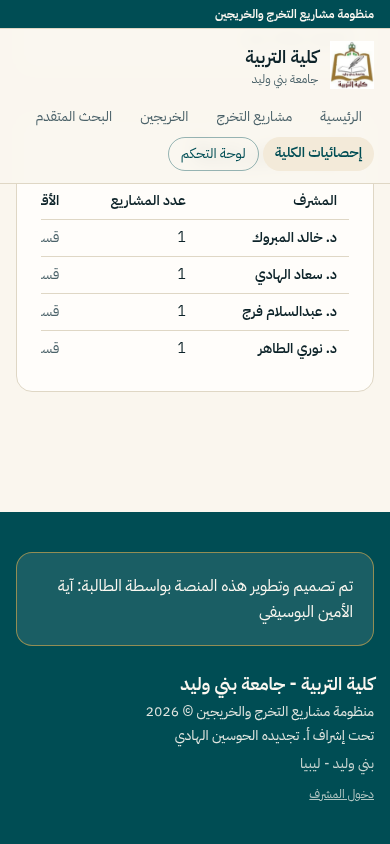 منظومة مشاريع التخرج والخريجين
كلية التربية
جامعة بني وليد
الرئيسية مشاريع التخرج الخريجين البحث المتقدم
إحصائيات الكلية لوحة التحكم
المشرف عدد المشاريع
د. خالد المبروك 1
د. سعاد الهادي 1
د. عبدالسلام فرج 1
د. نوري الطاهر 1
تم تصميم وتطوير هذه المنصة بواسطة الطالبة: آية
الأمين البوسيفي
كلية التربية - جامعة بني وليد
منظومة مشاريع التخرج والخريجين © 2026
تحت إشراف أ. تجديده الحوسين الهادي
بني وليد - ليبيا
دخول المشرف